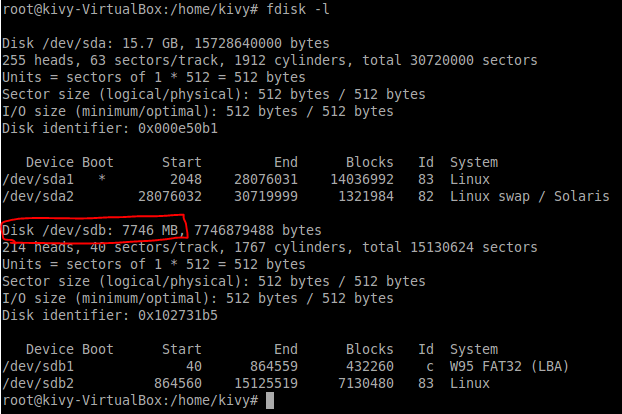 root@kivy-VirtualBox:/home/kivy# fdisk -l
Disk /dev/sda: 15.7 GB, 15728640000 bytes
255 heads, 63 sectors/track, 1912 cylinders, total 30720000 sectors
Units = sectors of 1 * 512 = 512 bytes
Sector size (logical/physical): 512 bytes / 512 bytes
I/O size (minimum/optimal): 512 bytes / 512 bytes
Disk identifier: 0x000e50b1
Device Boot Start End Blocks Id System
/dev/sda1 * 2048 28076031 14036992 83 Linux
/dev/sda2 28076032 30719999 1321984 82 Linux swap / Solaris
Disk /dev/sdb: 7746 MB, 7746879488 bytes
214 heads, 40 sectors/track, 1767 cylinders, total 15130624 sectors
Units = sectors of 1 * 512 = 512 bytes
Sector size (logical/physical): 512 bytes / 512 bytes
I/O size (minimum/optimal): 512 bytes / 512 bytes
Disk identifier: 0x102731b5
Device Boot Start End Blocks Id System
/dev/sdb1 40 864559 432260 c W95 FAT32 (LBA)
/dev/sdb2 864560 15125519 7130480 83 Linux
root@kivy-VirtualBox:/home/kivy#